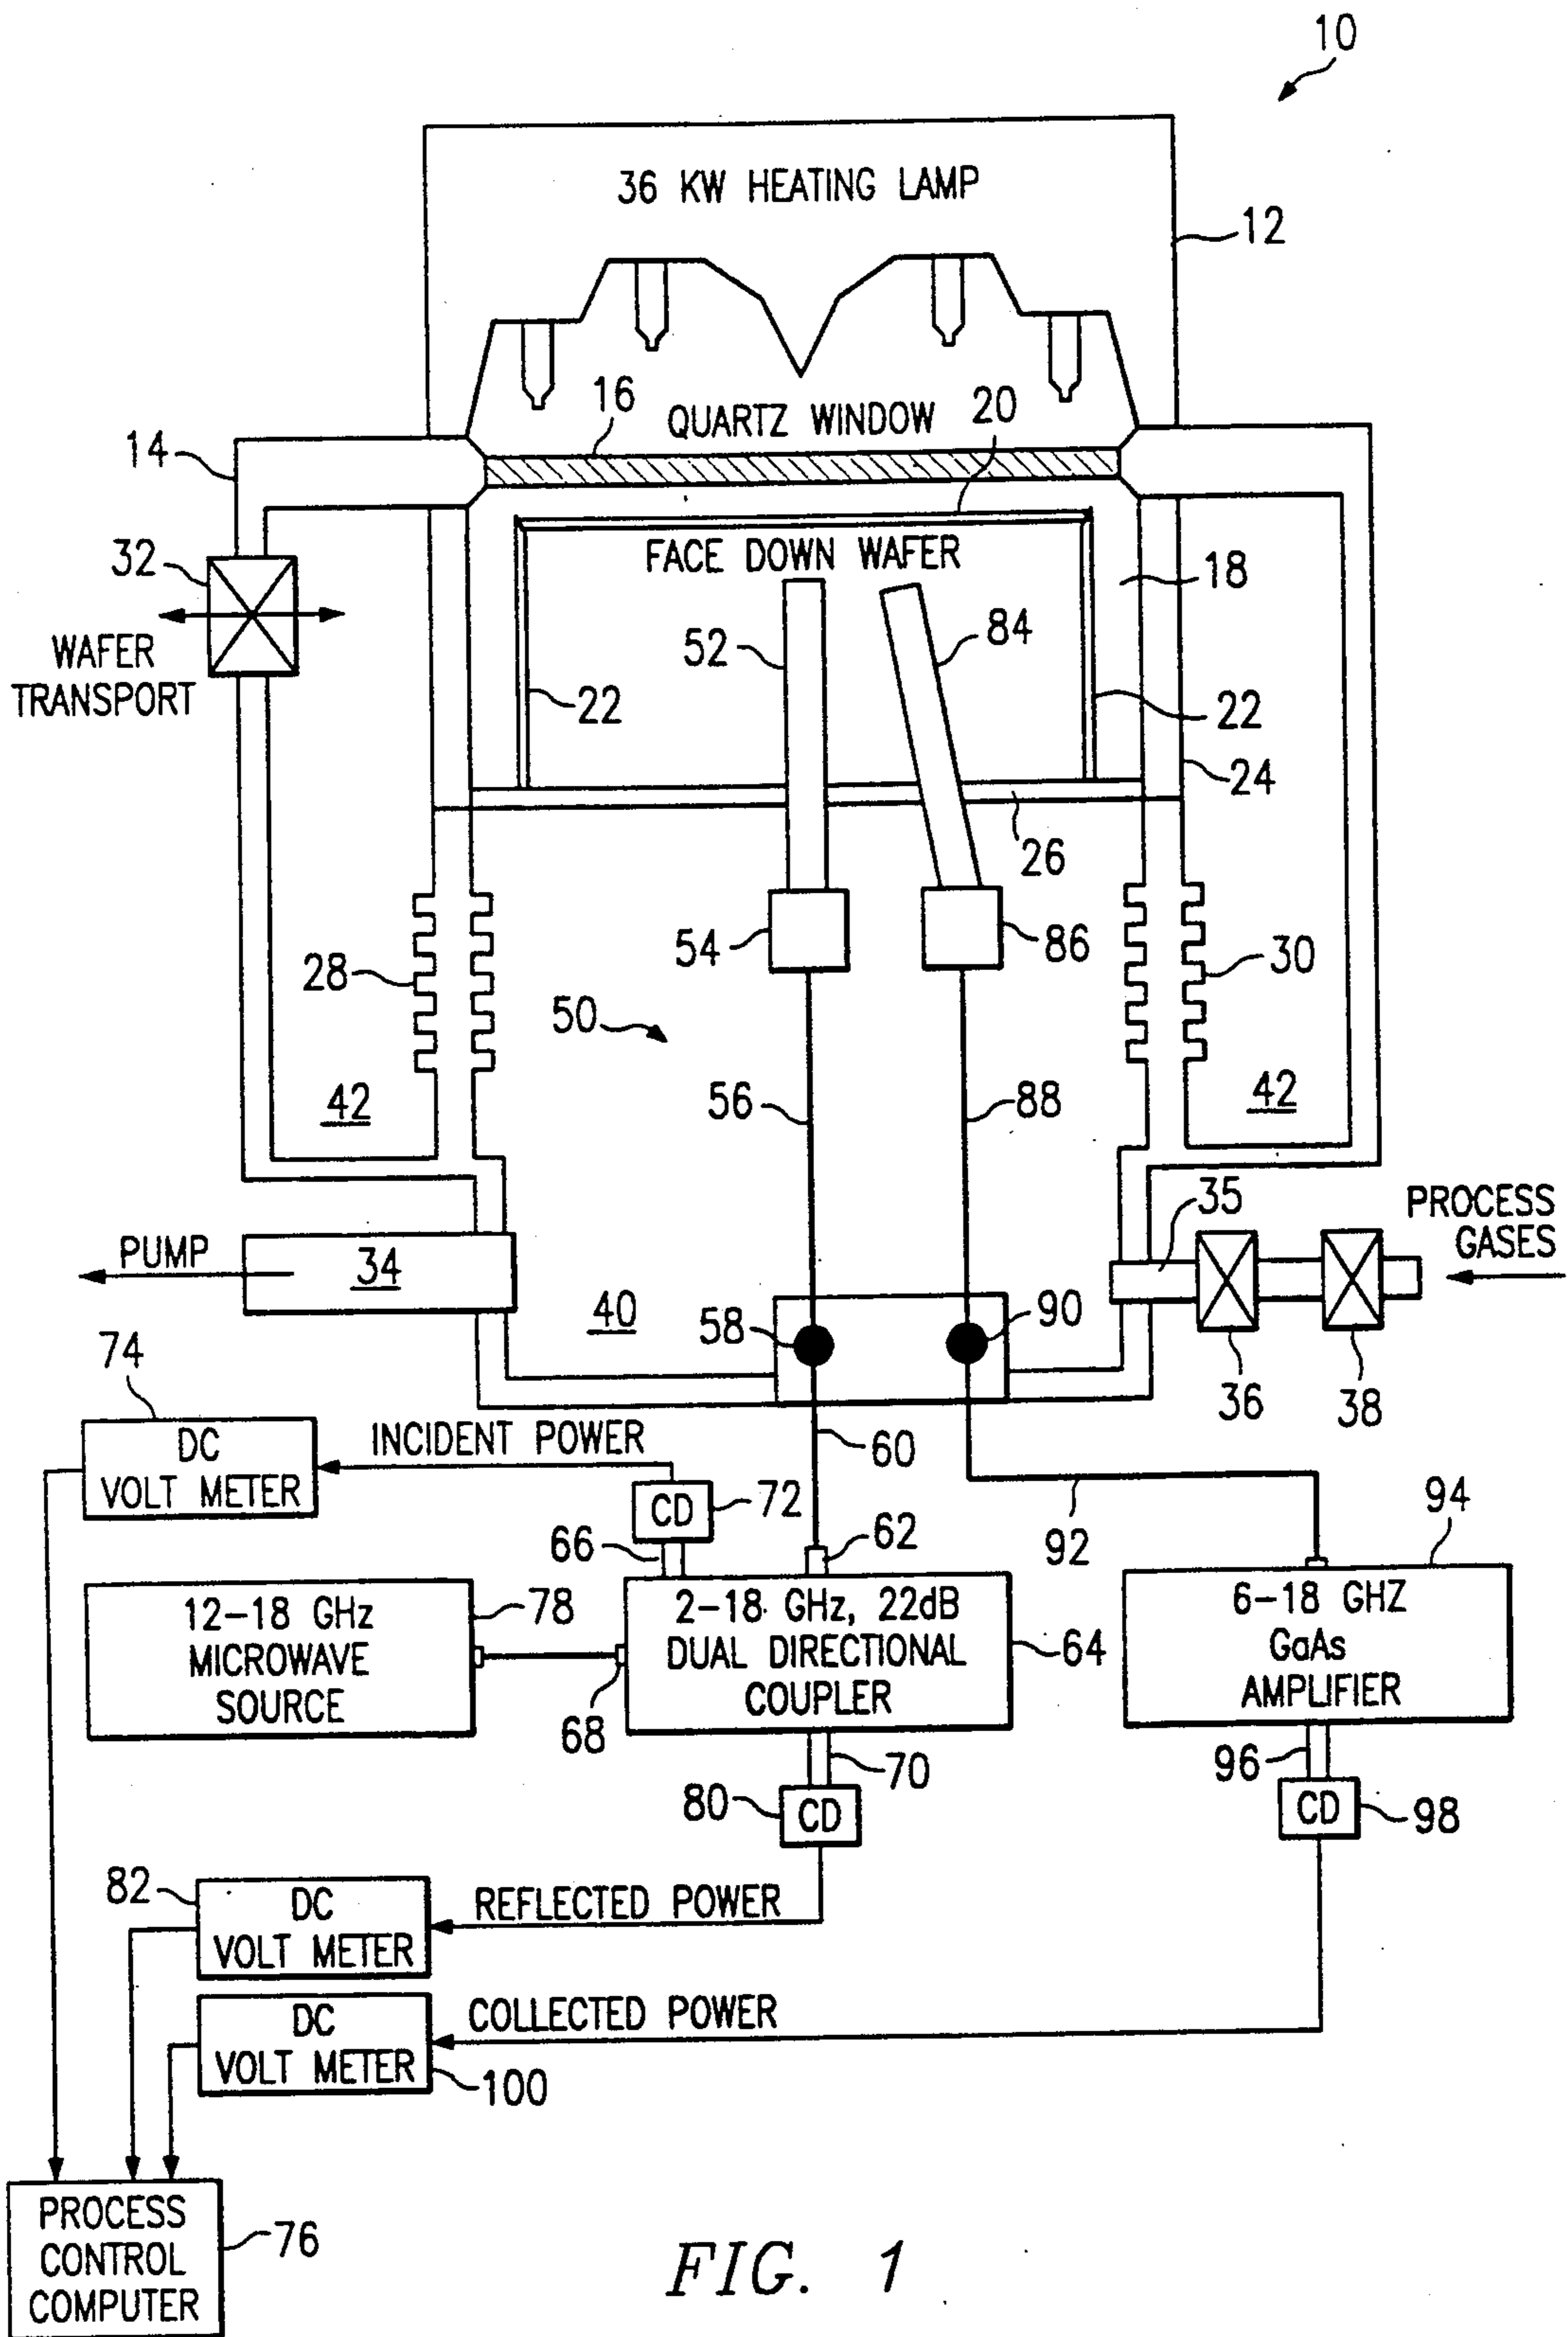 10
36 KW HEATING LAMP
12
16
QUARTZ WINDOW
20
14
32
FACE DOWN WAFER
18
WAFER
TRANSPORT
52
84
22
22
24
26
54
86
28
30
50
42
56
88
42
35
PROCESS
GASES
PUMP
34
40
58
90
36
38
74
DC
VOLT METER
INCIDENT POWER
60
CD
72
66
62
92
94
12-18 GHz
MICROWAVE
SOURCE
78
2-18 GHz, 22dB
DUAL DIRECTIONAL
COUPLER
64
6-18 GHZ
GaAs
AMPLIFIER
68
70
96
80
CD
CD
98
82
DC
VOLT METER
REFLECTED POWER
DC
VOLT METER
COLLECTED POWER
100
PROCESS
CONTROL
COMPUTER
76
FIG. 1